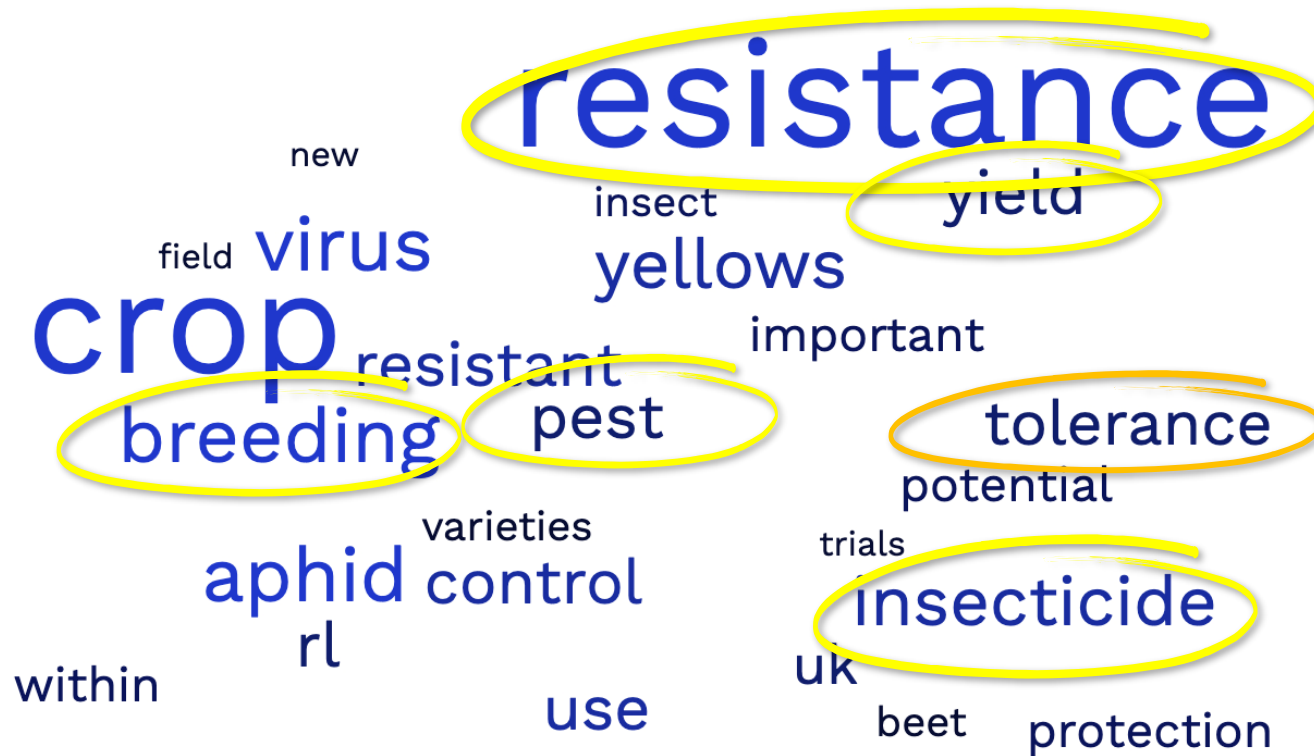 resistance
new
yield
insect
virus
field
yellows
crop
important
resistant
pest
breeding
tolerance
potential
varieties
trials
aphid
control
insecticide
rl
uk
within
use
beet
protection